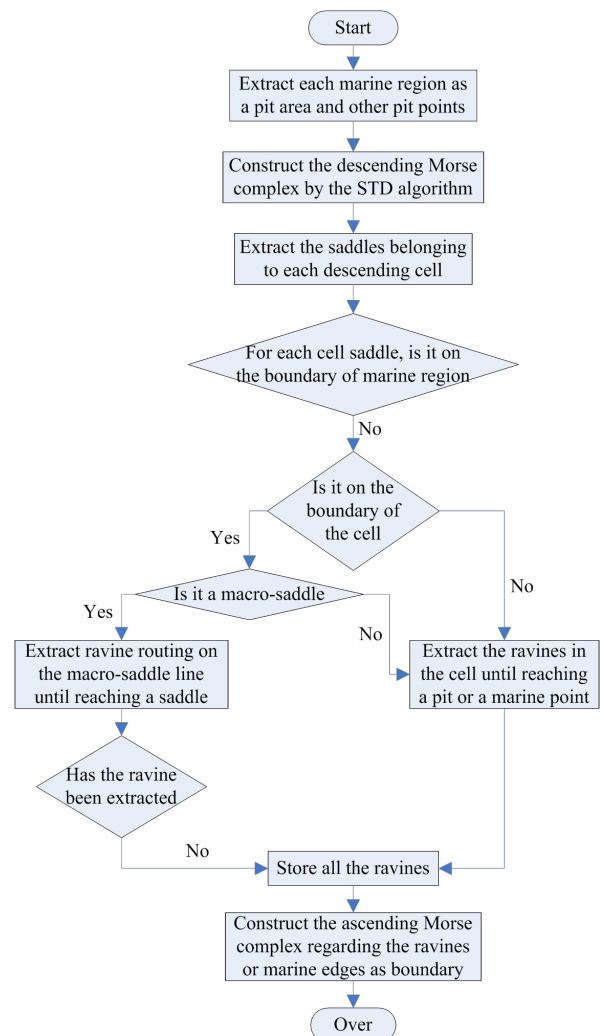 Start
Extract each marine region as
a pit area and other pit points
Construct the descending Morse
complex by the STD algorithm
Extract the saddles belonging
to each descending cell
For each cell saddle, is it on
the boundary of marine region
No
Is it on the
boundary of
the cell
Yes
No
Is it a macro-saddle
Yes
No
Extract ravine routing on
the macro-saddle line
until reaching a saddle
Extract the ravines in
the cell until reaching
a pit or a marine point
Has the ravine
been extracted
No
Store all the ravines
Construct the ascending Morse
complex regarding the ravines
or marine edges as boundary
Over